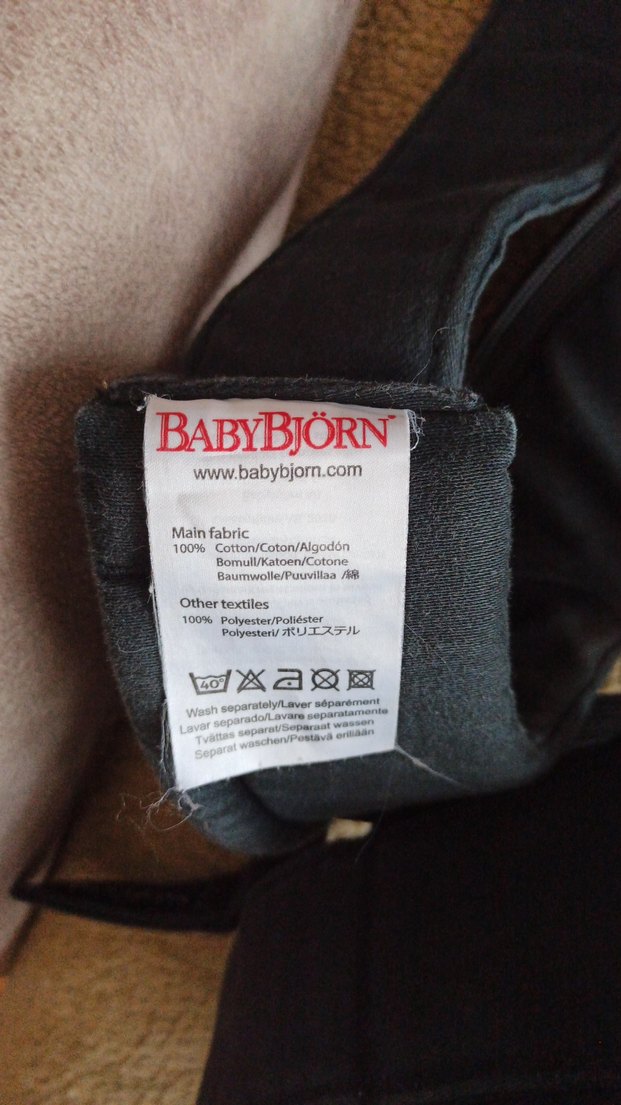 BABYBJÖRN
www.babybjorn.com
Main fabric
100% Cotton/Coton/Algodón
Bomull/Katoen/Cotone
Baumwolle/Puuvillaa /綿
Other textiles
100% Polyester/Poliéster
Polyesteri/ポリエステル
40°
Wash separately/Laver séparément
Lavar separado/Lavare separatamente
Tvättas separat/Separaat wassen
Separat waschen/Pestävä erillään